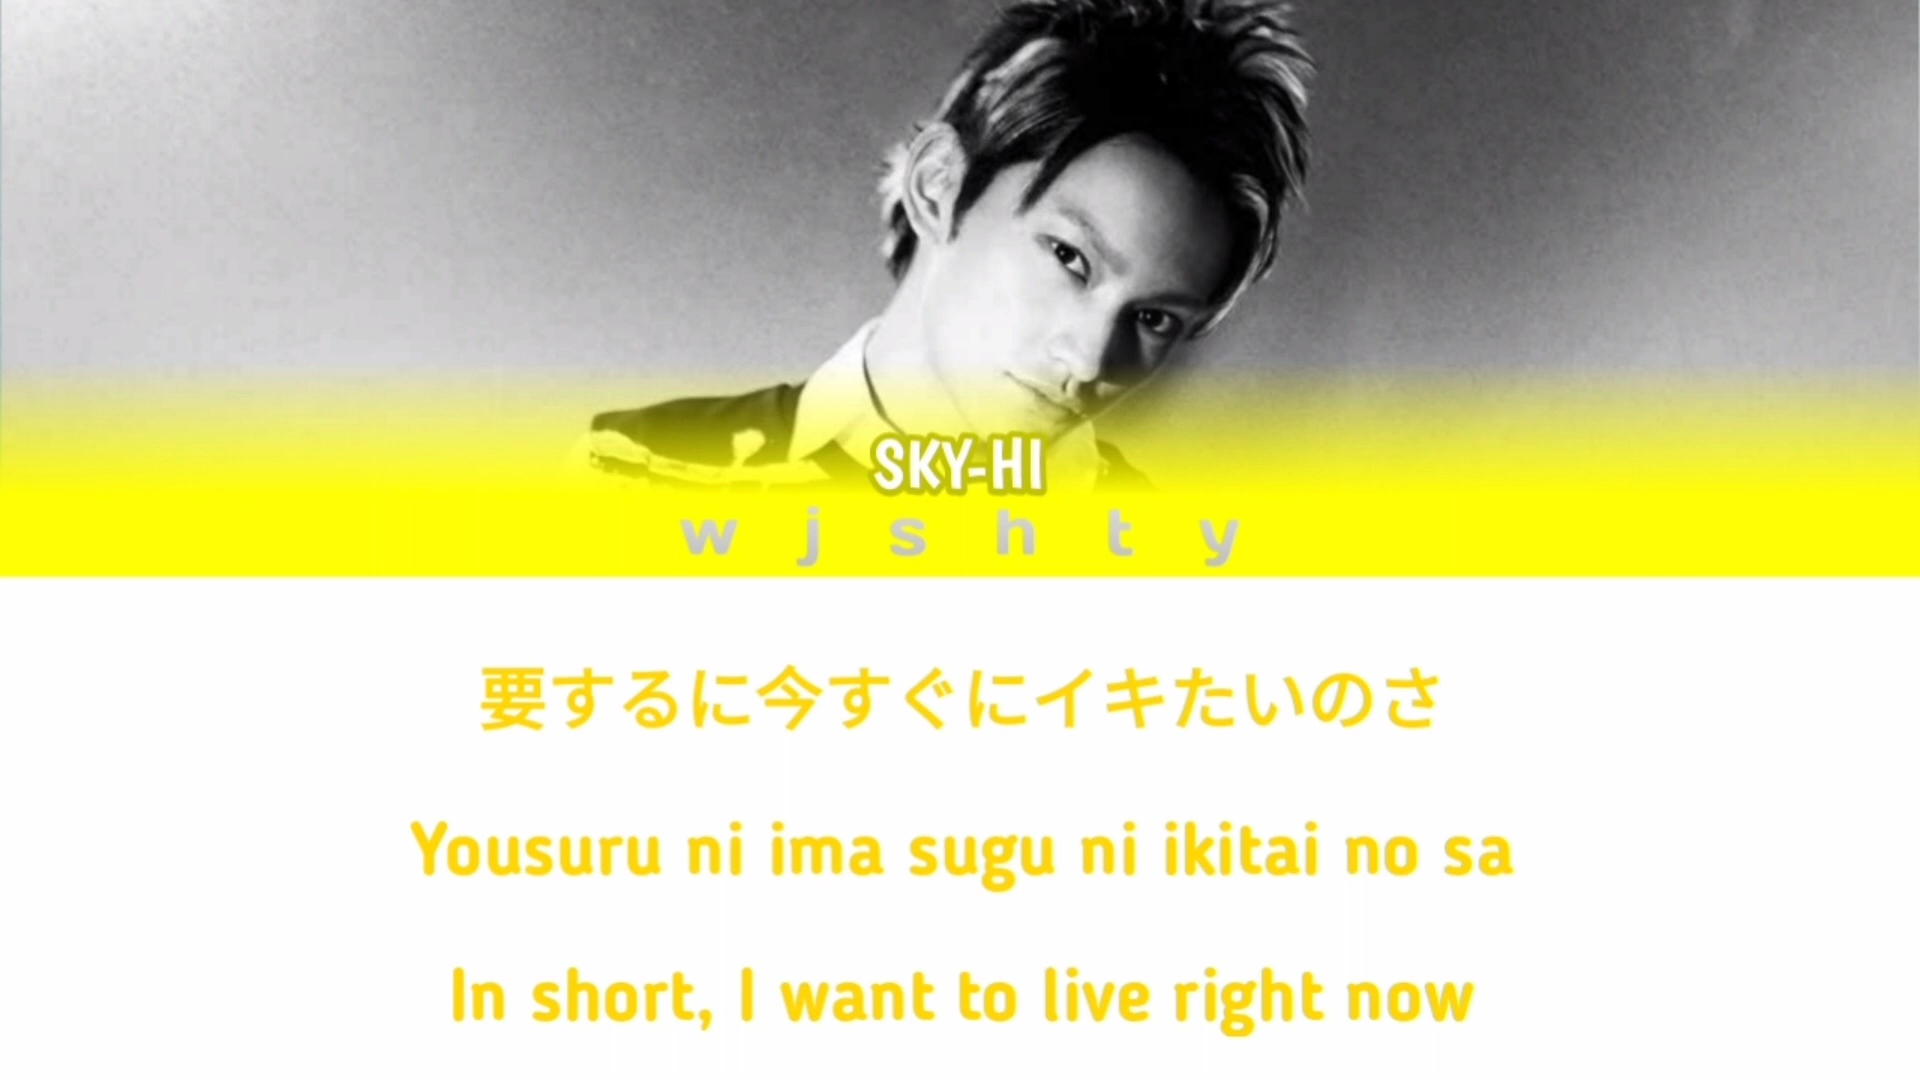 SKY-HI
w j s h t y
要するに今すぐにイキたいのさ
Yousuru ni ima sugu ni ikitai no sa
In short, I want to live right now